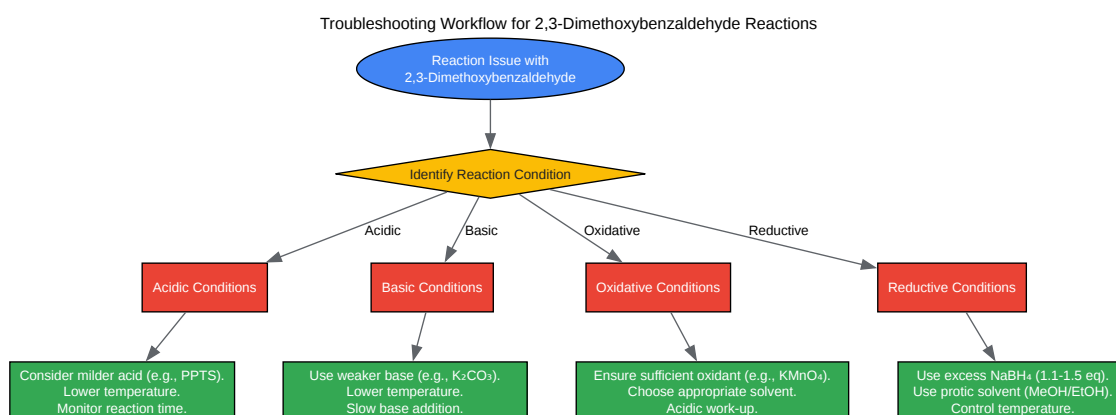 Troubleshooting Workflow for 2,3-Dimethoxybenzaldehyde Reactions
Reaction Issue with
2,3-Dimethoxybenzaldehyde
Identify Reaction Condition
Acidic
Basic
Oxidative
Reductive
Acidic Conditions
Basic Conditions
Oxidative Conditions
Reductive Conditions
Consider milder acid (e.g., PPTS).
Lower temperature.
Monitor reaction time.
Use weaker base (e.g., K₂CO₃).
Lower temperature.
Slow base addition.
Ensure sufficient oxidant (e.g., KMnO₄).
Choose appropriate solvent.
Acidic work-up.
Use excess NaBH₄ (1.1-1.5 eq).
Use protic solvent (MeOH/EtOH).
Control temperature.